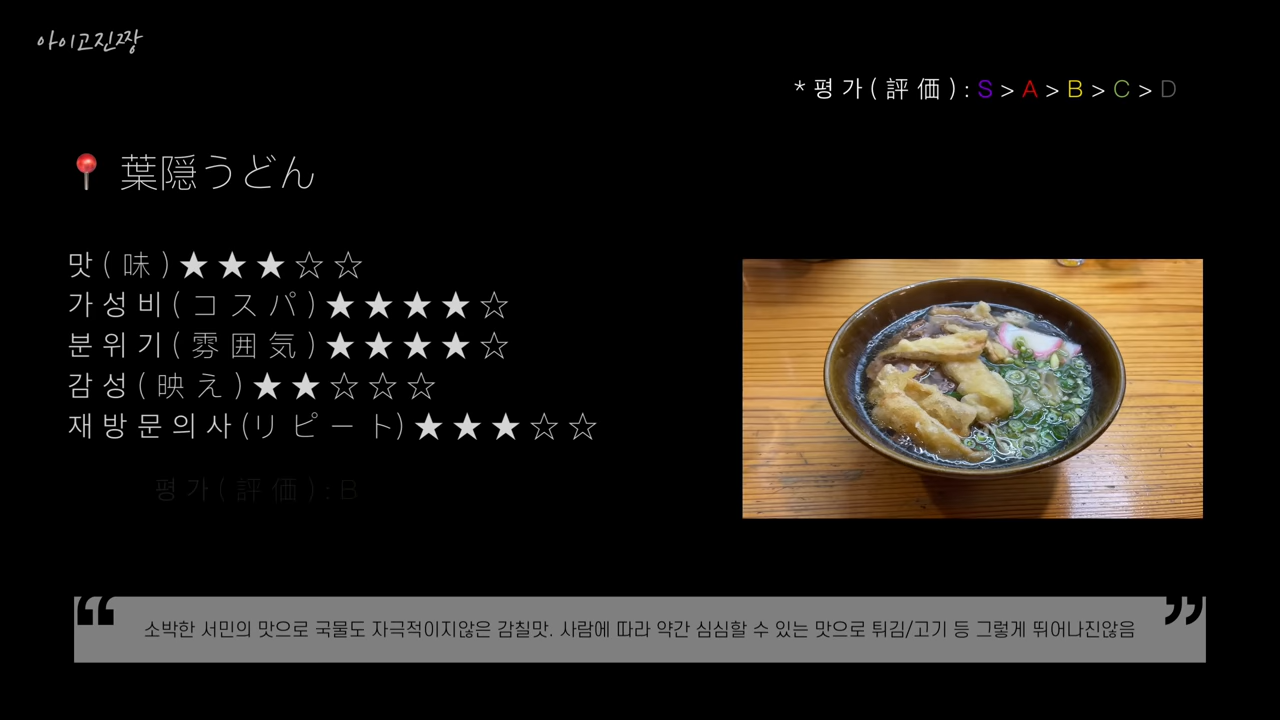 아이고진짱
*평가(評価):S>A>B>C>D
📍 葉隠うどん
맛(味)★★★☆☆
가성비(コスパ)★★★★☆
분위기(雰囲気)★★★★☆
감성(映え)★★☆☆☆
재방문의사(リピート)★★★☆☆
평가(評価):B
“소박한 서민의 맛으로 국물도 자극적이지않은 감칠맛. 사람에 따라 약간 심심할 수 있는 맛으로 튀김/고기 등 그렇게 뛰어나진않음”